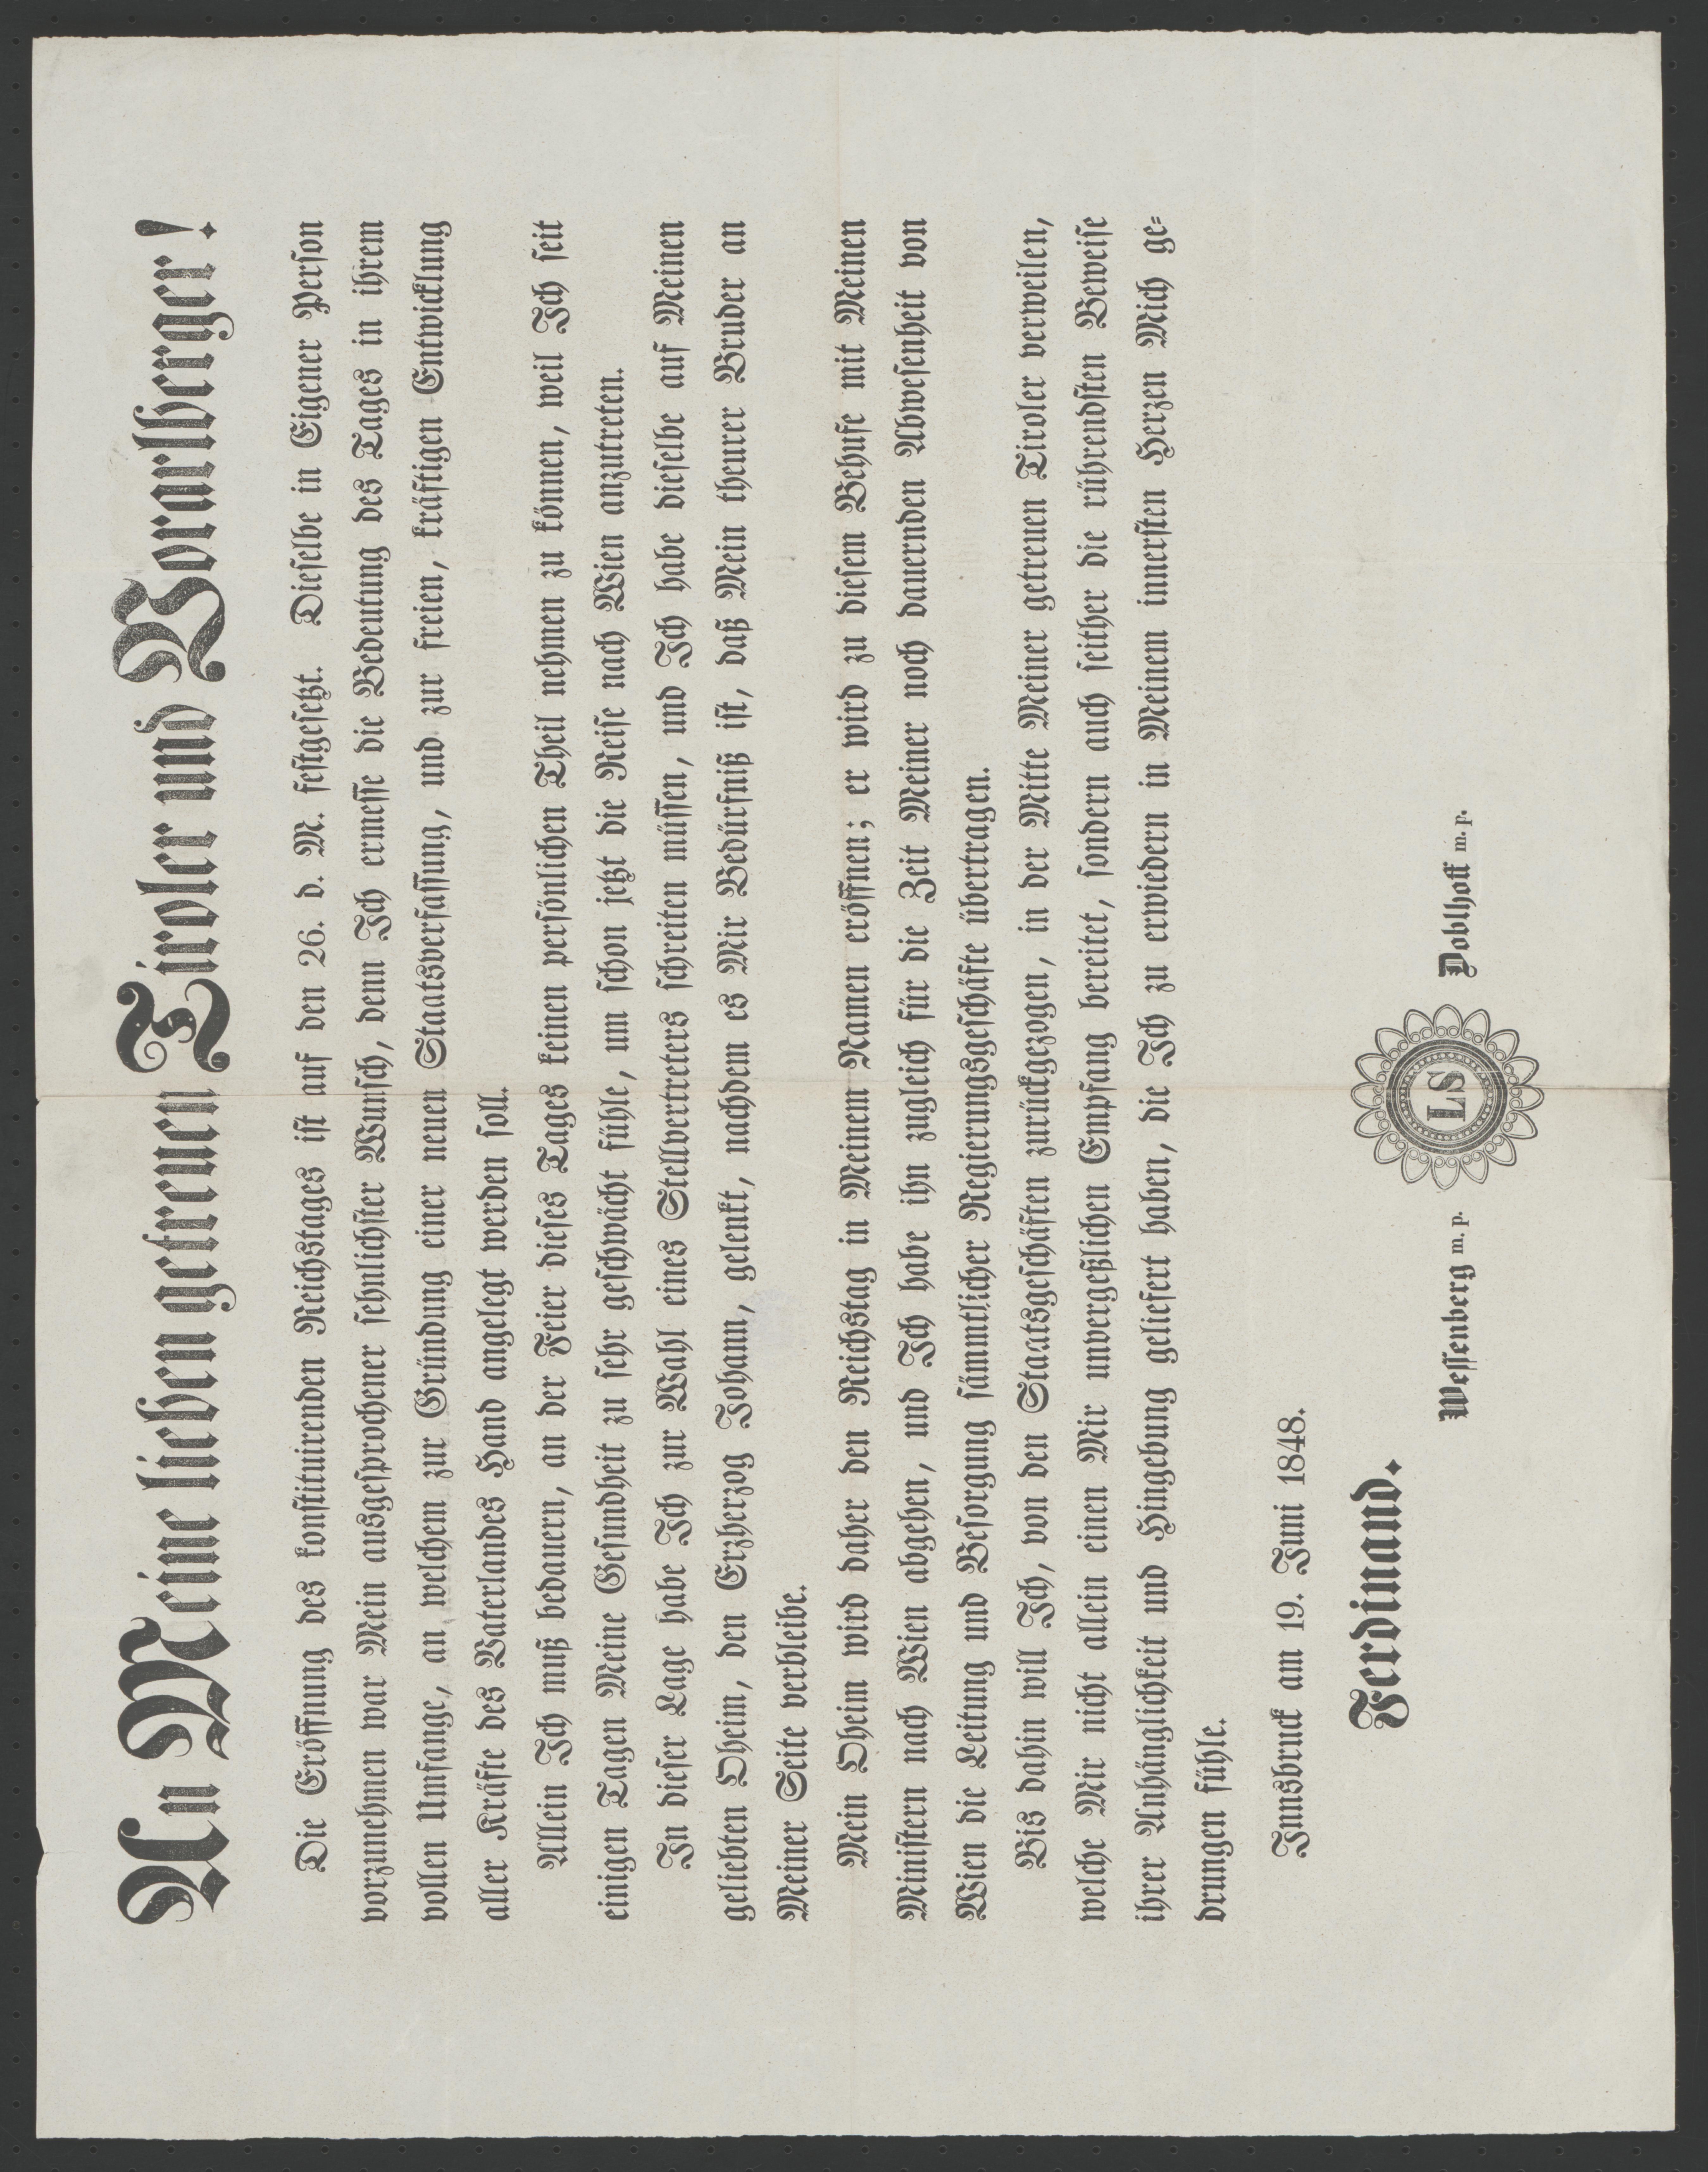 An Meine lieben getreuen Tiroler und Vorarlberger!
Die Eröffnung des konstituirenden Reichstages ist auf den 26. d. M. festgesetzt. Dieselbe in Eigener Person
vorzunehmen war Mein ausgesprochener sehnlichster Wunsch, denn Ich ermesse die Bedeutung des Tages in ihrem
vollen Umfange, an welchem zur Gründung einer neuen Staatsverfassung, und zur freien, kräftigen Entwicklung
aller Kräfte des Vaterlandes Hand angelegt werden soll.
Allein Ich muß bedauern, an der Feier dieses Tages keinen persönlichen Theil nehmen zu können, weil Ich seit
einigen Tagen Meine Gesundheit zu sehr geschwächt fühle, um schon jetzt die Reise nach Wien anzutreten.
In dieser Lage habe Ich zur Wahl eines Stellvertreters schreiten müssen, und Ich habe dieselbe auf Meinen
geliebten Oheim, den Erzherzog Johann, gelenkt, nachdem es Mir Bedürfniß ist, daß Mein theurer Bruder an
Meiner Seite verbleibe.
Mein Oheim wird daher den Reichstag in Meinem Namen eröffnen; er wird zu diesem Behufe mit Meinen
Ministern nach Wien abgehen, und Ich habe ihn zugleich für die Zeit Meiner noch dauernden Abwesenheit von
Wien die Leitung und Besorgung sämmtlicher Regierungsgeschäfte übertragen.
Bis dahin will Ich, von den Staatsgeschäften zurückgezogen, in der Mitte Meiner getreuen Tiroler verweilen,
welche Mir nicht allein einen Mir unvergeßlichen Empfang bereitet, sondern auch seither die rührendsten Beweise
ihrer Anhänglichkeit und Hingebung geliefert haben, die Ich zu erwiedern in Meinem innersten Herzen Mich ge=
drungen fühle.
Innsbruck am 19. Juni 1848.
Ferdinand.
Wessenberg m. p. LS Doblhoff m. p.